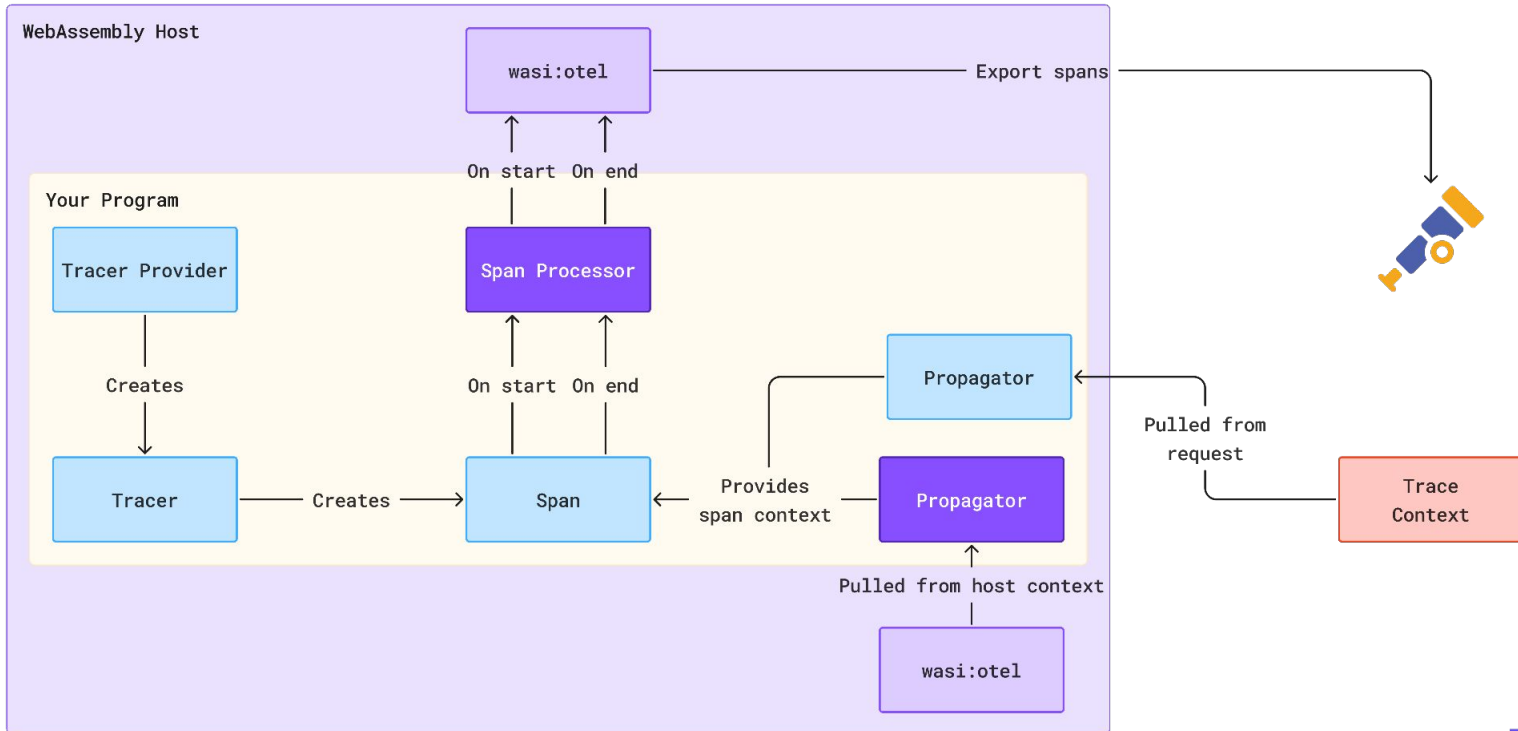 WebAssembly Host
wasi:otel
Export spans
On start
On end
Your Program
Tracer Provider
Span Processor
Creates
On start
On end
Propagator
Pulled from
request
Tracer
Creates
Span
Provides
span context
Propagator
Trace
Context
Pulled from host context
wasi:otel